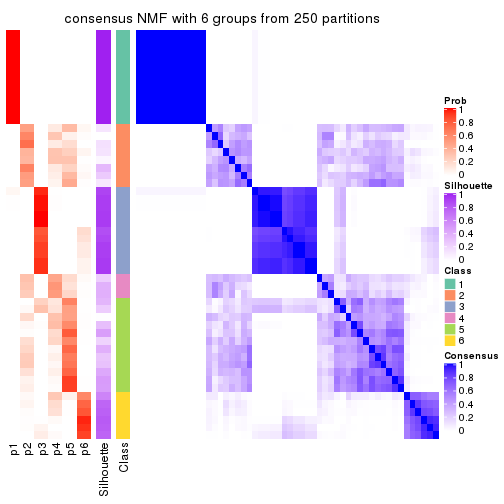 consensus NMF with 6 groups from 250 partitions
Prob
1
0.8
0.6
0.4
0.2
0
Silhouette
1
0.8
0.6
0.4
0.2
0
Class
1
2
3
4
5
6
Consensus
1
0.8
0.6
0.4
0.2
0
p1
p2
p3
p4
p5
p6
Silhouette
Class